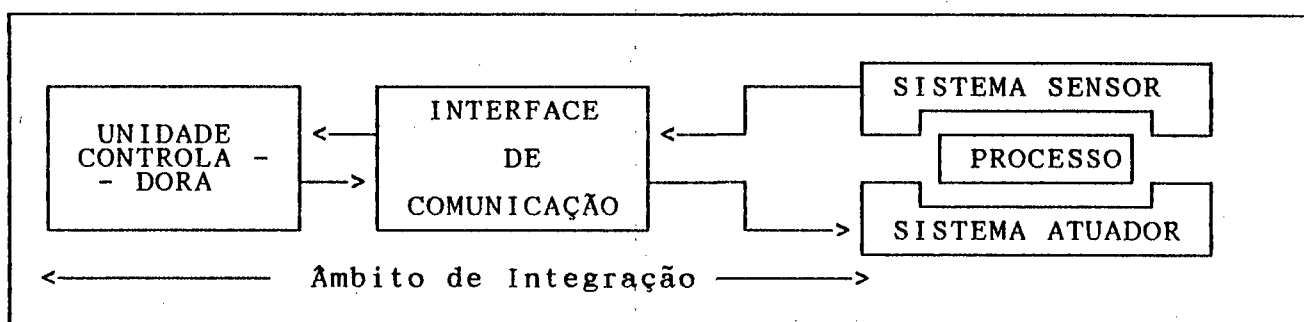 UNIDADE
CONTROLA -
- DORA
INTERFACE
DE
COMUNICAÇÃO
SISTEMA SENSOR
PROCESSO
SISTEMA ATUADOR
Âmbito de Integração